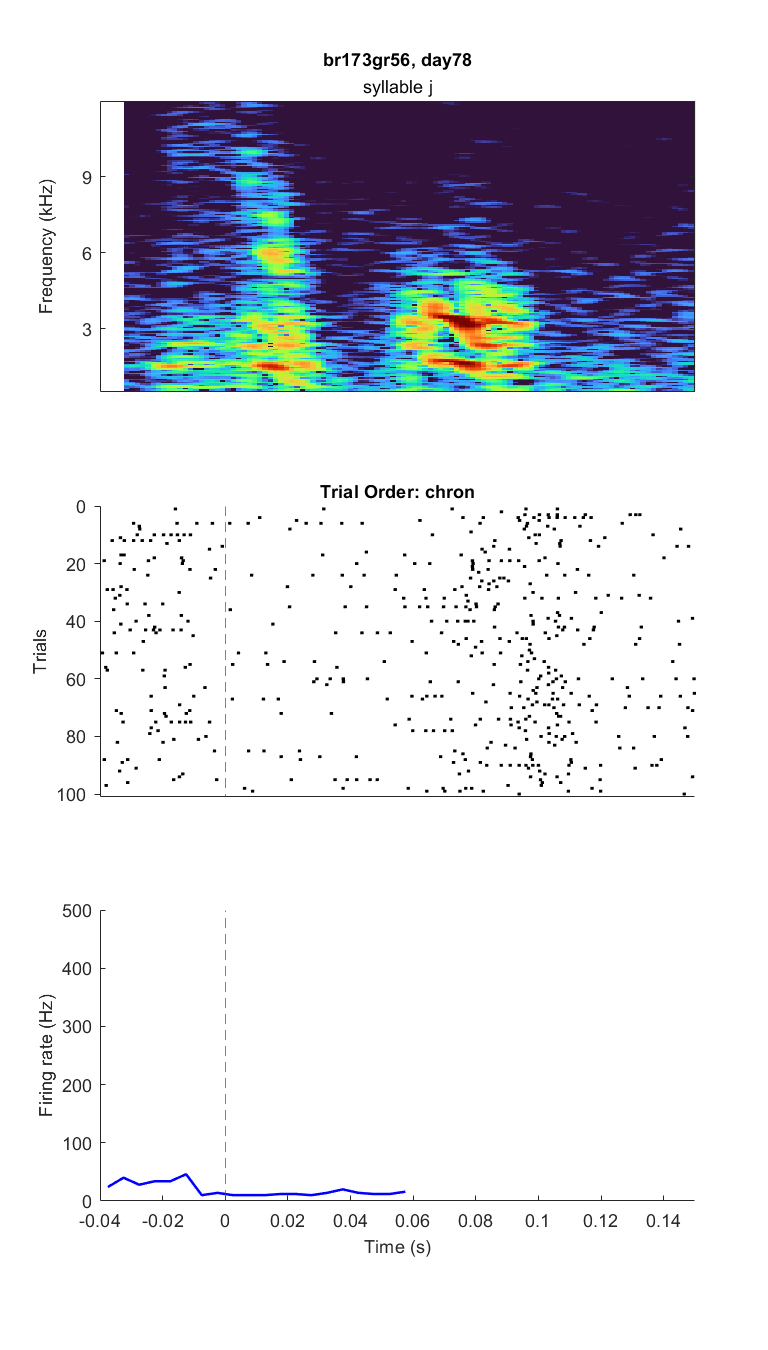 br173gr56, day78
syllable j
9
6
3
Frequency (kHz)
Trial Order: chron
0
20
40
60
80
100
Trials
500
400
300
200
100
0
Firing rate (Hz)
-0.04 -0.02 0 0.02 0.04 0.06 0.08 0.1 0.12 0.14
Time (s)